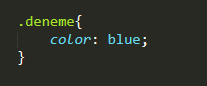 .deneme{
    color: blue;
}